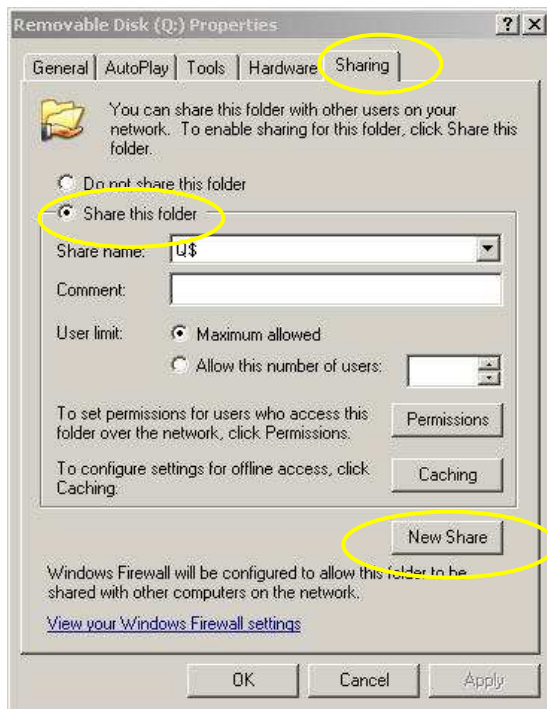 Removable Disk (Q:) Properties
General AutoPlay Tools Hardware Sharing
You can share this folder with other users on your
network. To enable sharing for this folder, click Share this
folder.
Do not share this folder
Share this folder
Share name: Q$
Comment:
User limit: Maximum allowed
Allow this number of users:
To set permissions for users who access this
folder over the network, click Permissions.
Permissions
To configure settings for offline access, click
Caching.
Caching
New Share
Windows Firewall will be configured to allow this folder to be
shared with other computers on the network.
View your Windows Firewall settings
OK Cancel Apply